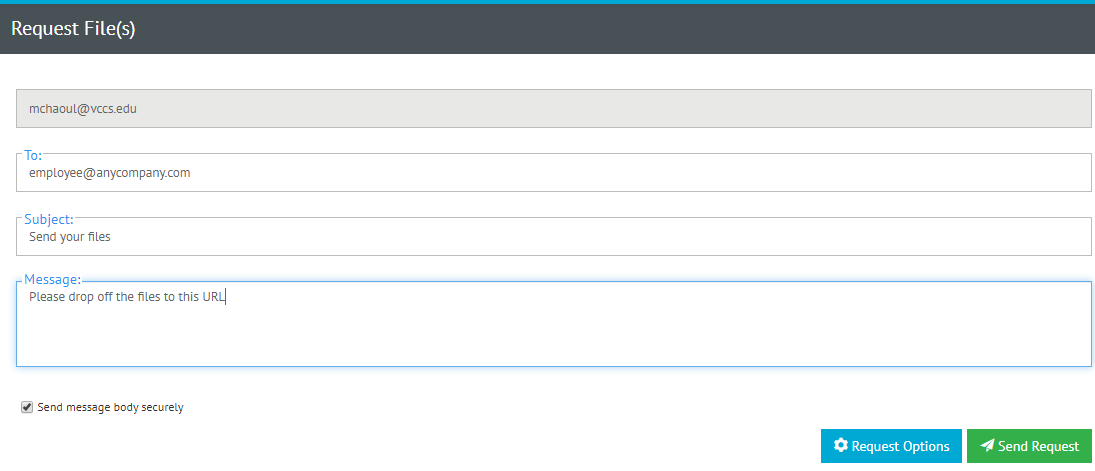 Request File(s)
mchaoul@vccs.edu
To:
employee@anycompany.com
Subject:
Send your files
Message:
Please drop off the files to this URL
Send message body securely
Request Options
Send Request